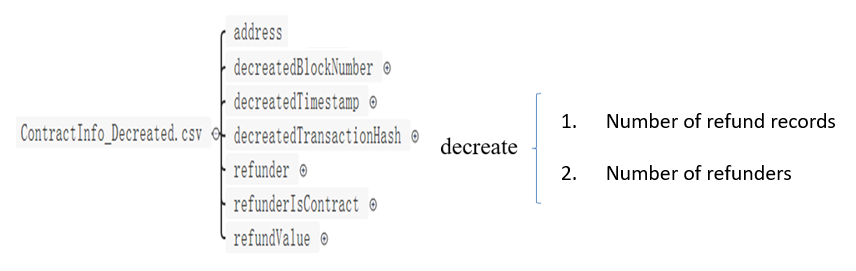 ContractInfo_Decreated.csv
address
decreatedBlockNumber
decreatedTimestamp
decreatedTransactionHash
refunder
refunderIsContract
refundValue
decreate
1. Number of refund records
2. Number of refunders